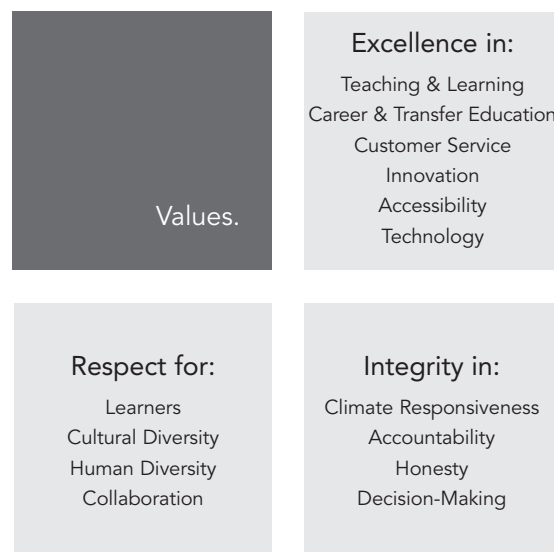 Values.
Excellence in:
Teaching & Learning
Career & Transfer Education
Customer Service
Innovation
Accessibility
Technology
Respect for:
Learners
Cultural Diversity
Human Diversity
Collaboration
Integrity in:
Climate Responsiveness
Accountability
Honesty
Decision-Making